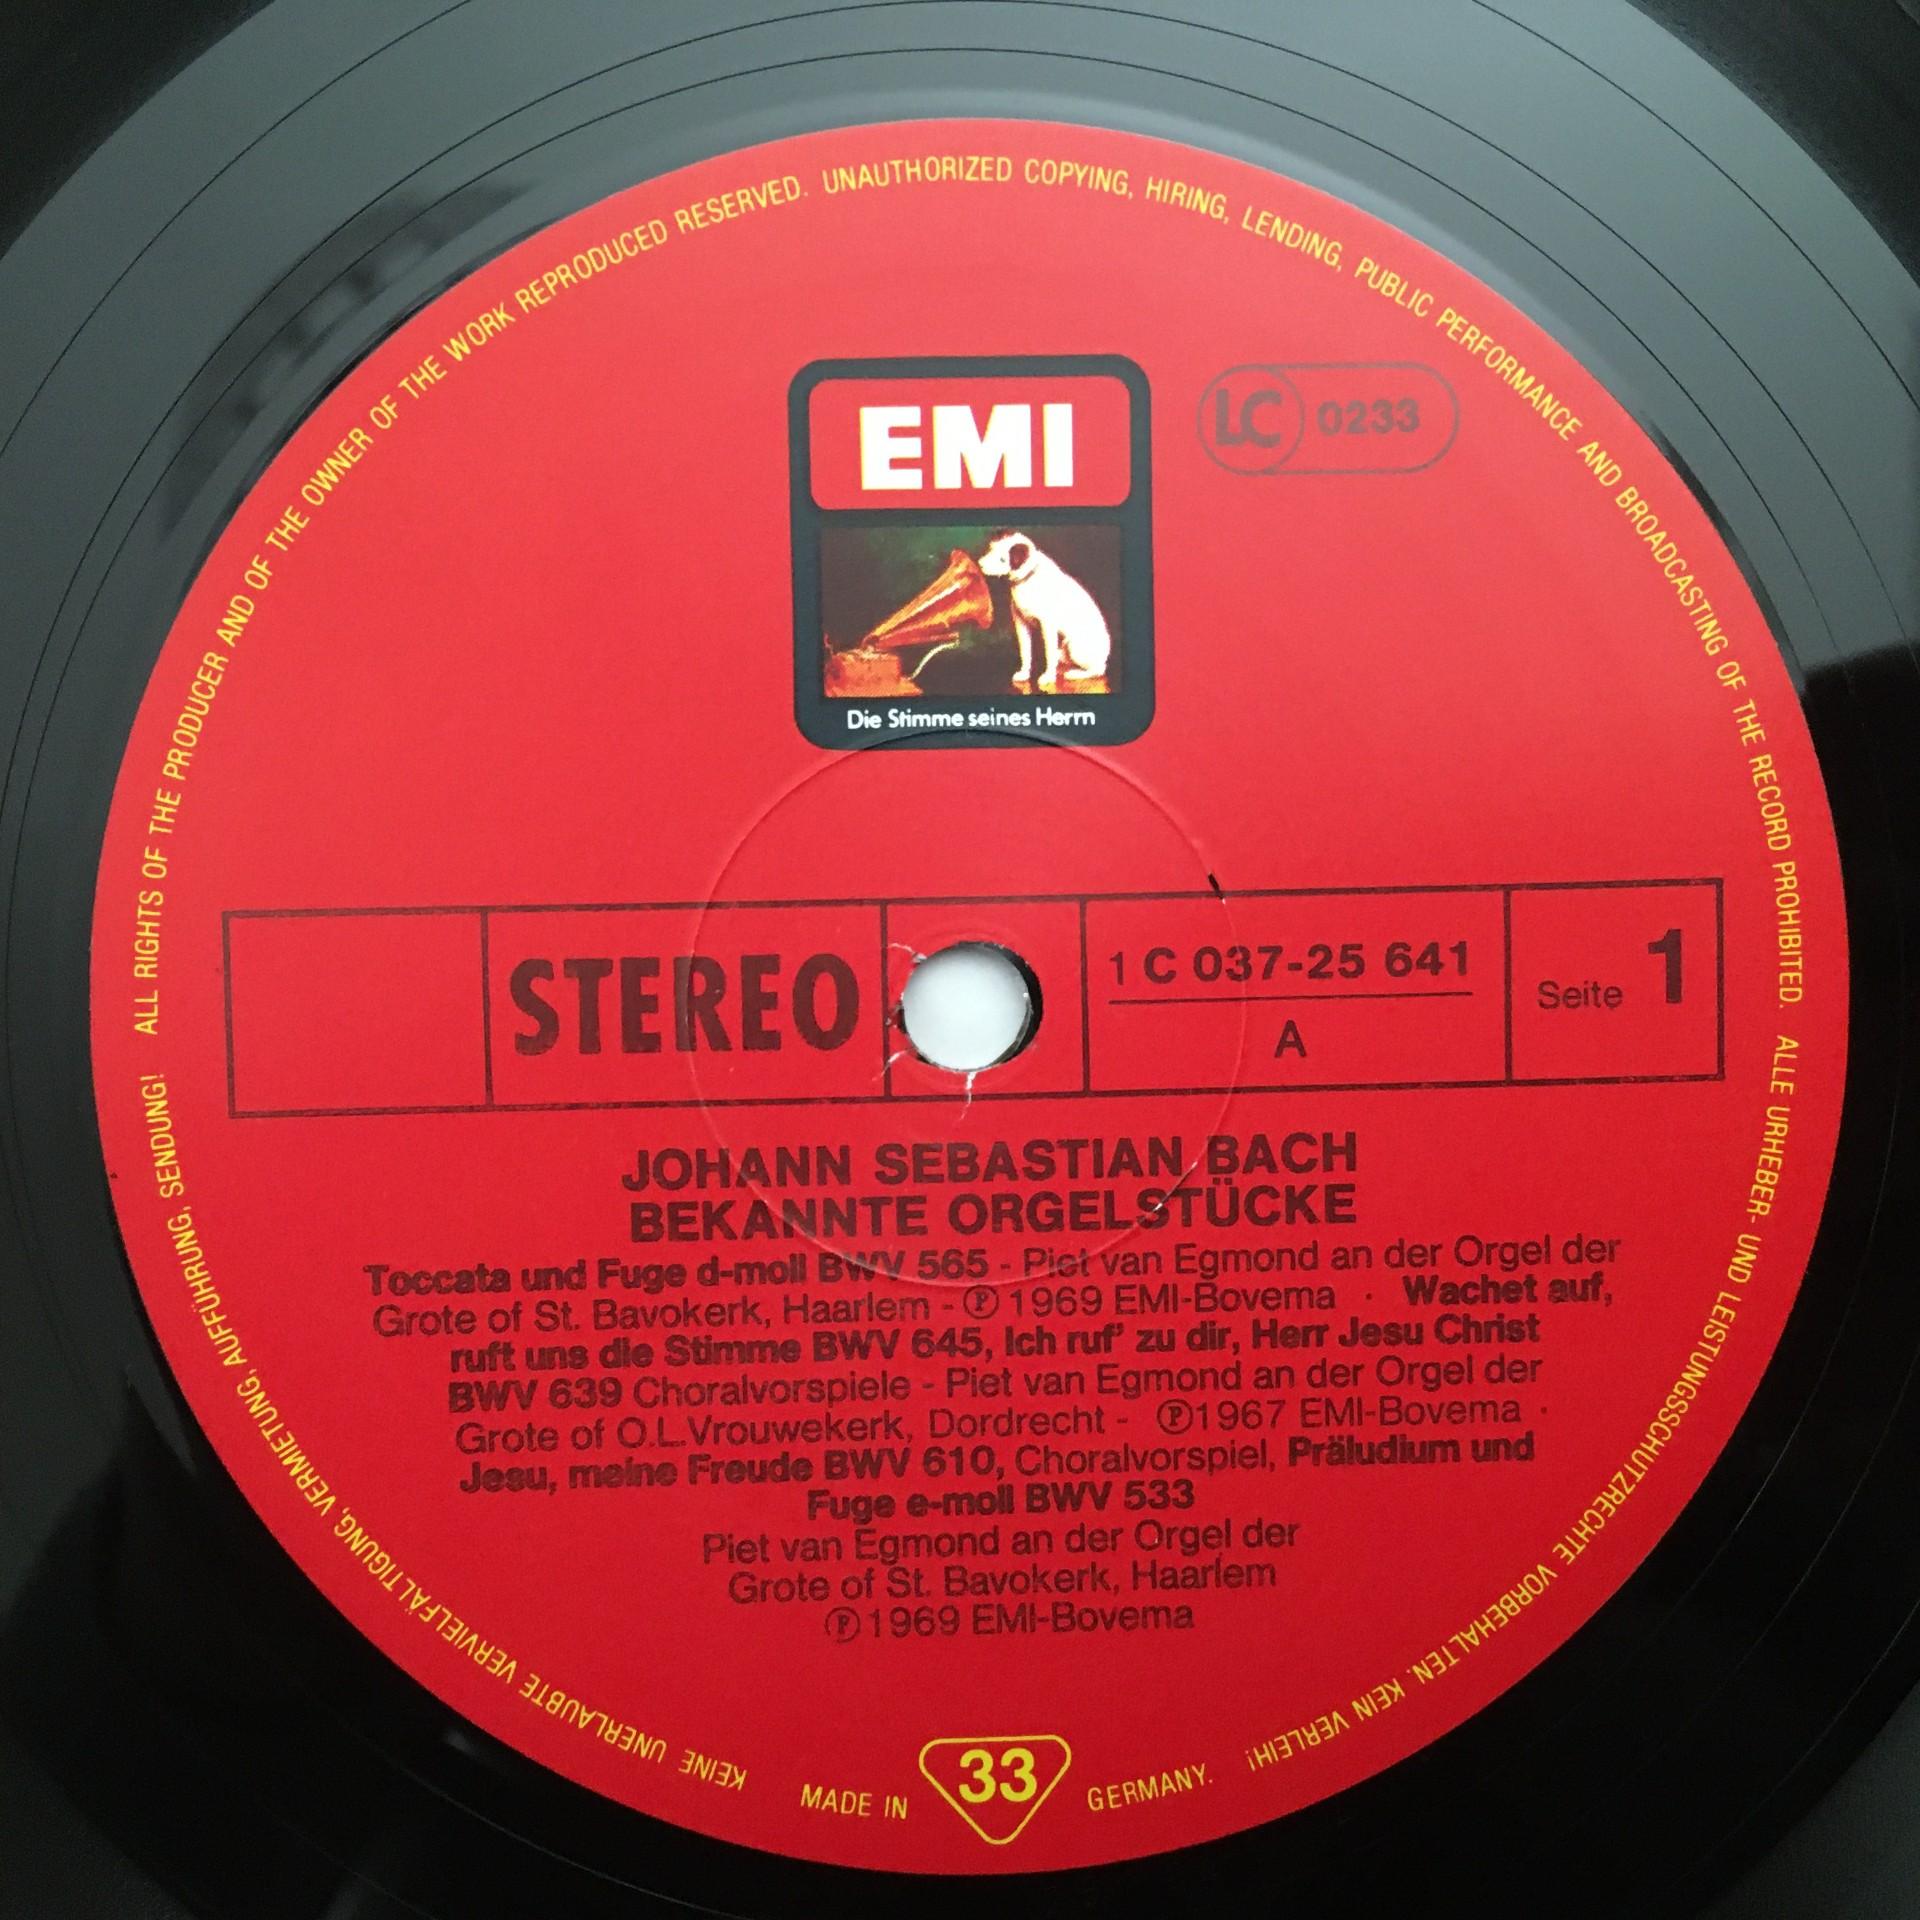 ALL RIGHTS OF THE PRODUCER AND OF THE OWNER OF THE WORK REPRODUCED RESERVED. UNAUTHORIZED COPYING, HIRING, LENDING, PUBLIC PERFORMANCE AND BROADCASTING OF THE RECORD PROHIBITED.
ALLE URHEBER- UND LEISTUNGSSCHUTZRECHTE VORBEHALTEN. KEIN VERLEIH! KEINE UNERLAUBTE VERVIELFÄLTIGUNG, VERMIETUNG, AUFFÜHRUNG, SENDUNG!
EMI
LC 0233
Die Stimme seines Herrn
STEREO
1 C 037-25 641
A
Seite 1
JOHANN SEBASTIAN BACH
BEKANNTE ORGELSTÜCKE
Toccata und Fuge d-moll BWV 565 - Piet van Egmond an der Orgel der
Grote of St. Bavokerk, Haarlem - ℗ 1969 EMI-Bovema · Wachet auf,
ruft uns die Stimme BWV 645, Ich ruf' zu dir, Herr Jesu Christ
BWV 639 Choralvorspiele - Piet van Egmond an der Orgel der
Grote of O.L.Vrouwekerk, Dordrecht - ℗1967 EMI-Bovema ·
Jesu, meine Freude BWV 610, Choralvorspiel, Präludium und
Fuge e-moll BWV 533
Piet van Egmond an der Orgel der
Grote of St. Bavokerk, Haarlem
℗1969 EMI-Bovema
MADE IN 33 GERMANY.